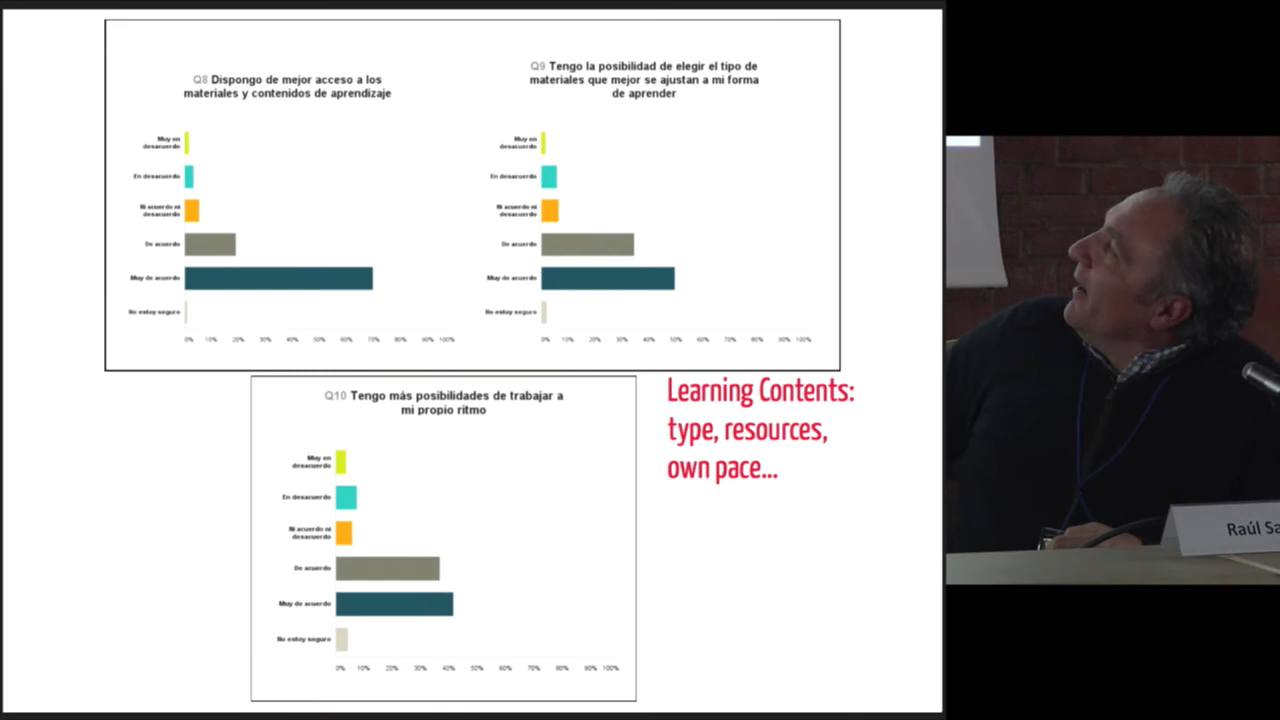 Q8 Dispongo de mejor acceso a los
materiales y contenidos de aprendizaje
Muy en
desacuerdo
En desacuerdo
Ni acuerdo ni
desacuerdo
De acuerdo
Muy de acuerdo
No estoy seguro
0% 10% 20% 30% 40% 50% 60% 70% 80% 90% 100%
Q9 Tengo la posibilidad de elegir el tipo de
materiales que mejor se ajustan a mi forma
de aprender
Muy en
desacuerdo
En desacuerdo
Ni acuerdo ni
desacuerdo
De acuerdo
Muy de acuerdo
No estoy seguro
0% 10% 20% 30% 40% 50% 60% 70% 80% 90% 100%
Q10 Tengo más posibilidades de trabajar a
mi propio ritmo
Muy en
desacuerdo
En desacuerdo
Ni acuerdo ni
desacuerdo
De acuerdo
Muy de acuerdo
No estoy seguro
0% 10% 20% 30% 40% 50% 60% 70% 80% 90% 100%
Learning Contents:
type, resources,
own pace...
Raúl Sa